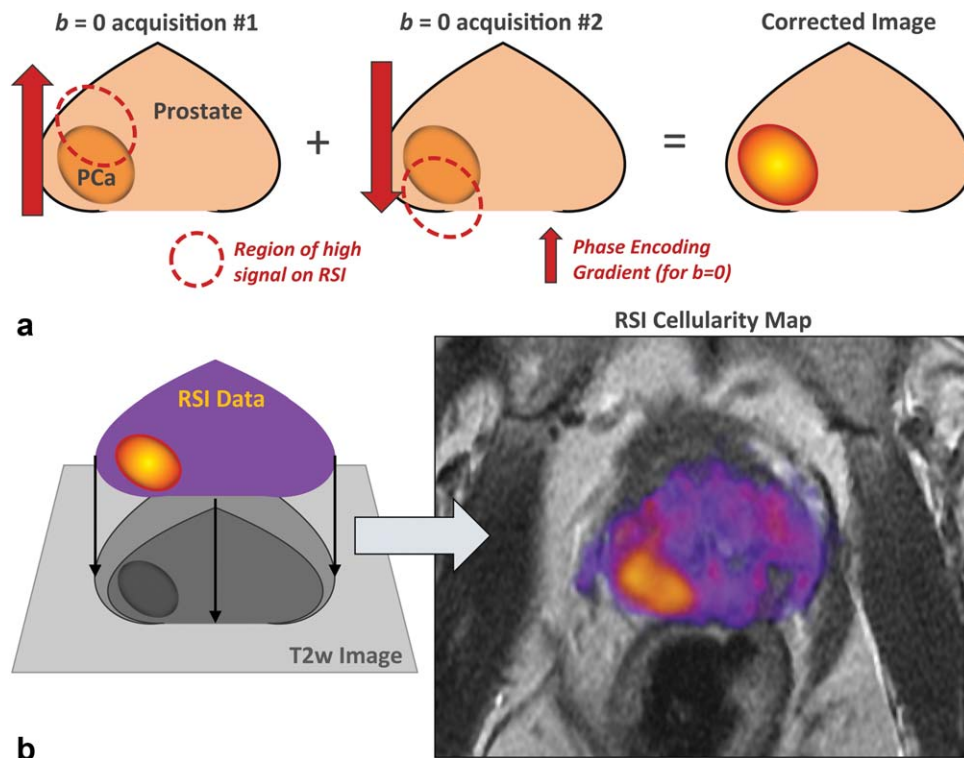 b = 0 acquisition #1
b = 0 acquisition #2
Corrected Image
Prostate
PCa
+
=
Region of high
signal on RSI
Phase Encoding
Gradient (for b=0)
a
RSI Cellularity Map
RSI Data
T2w Image
b